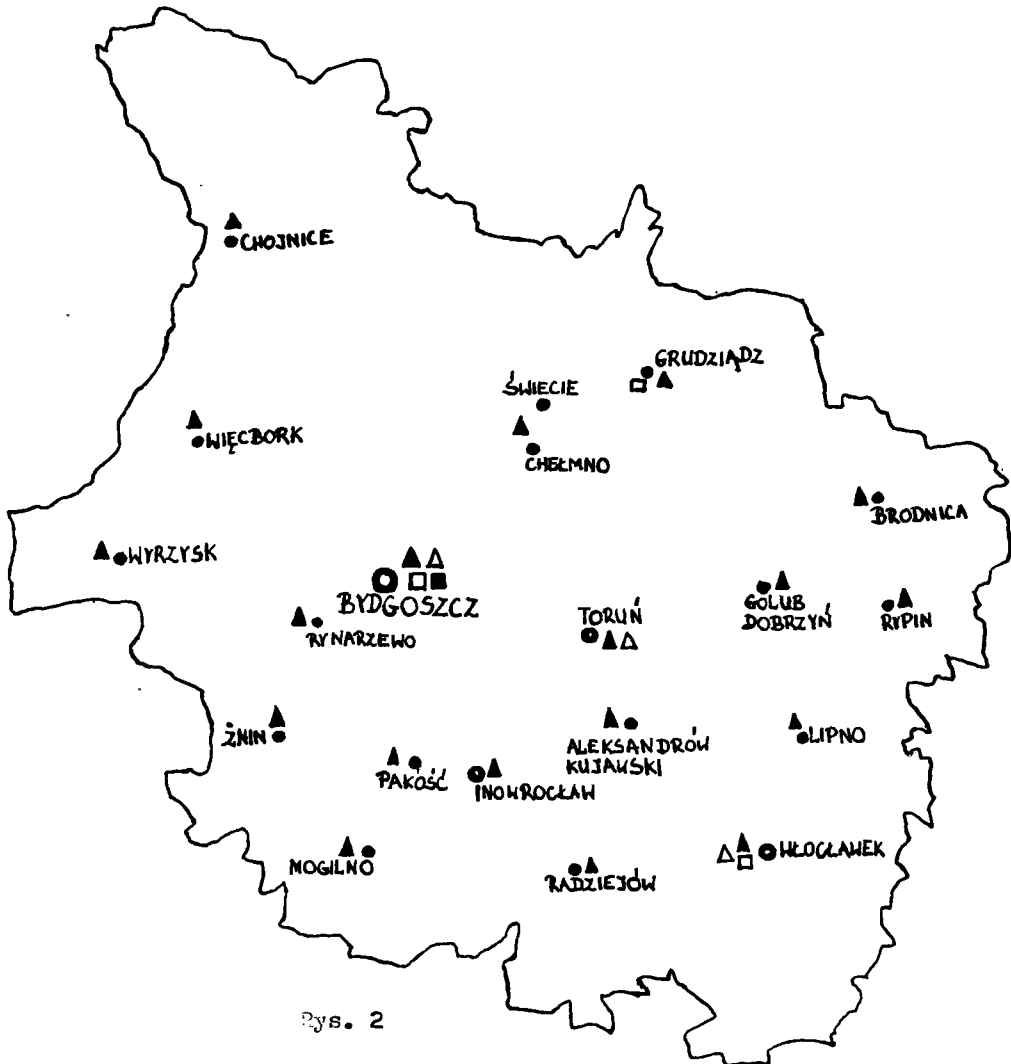 CHOJNICE
GRUDZIĄDZ
ŚWIECIE
WIĘCBORK
CHEŁMNO
BRODNICA
WYRZYSK
BYDGOSZCZ
GOLUB
DOBRZYŃ
RYPIN
TORUŃ
RYNARZEWO
ŻNIN
ALEKSANDRÓW
KUJAWSKI
LIPNO
PAKOŚĆ
INOWROCŁAW
MOGILNO
WŁOCŁAWEK
RADZIEJÓW
Rys. 2